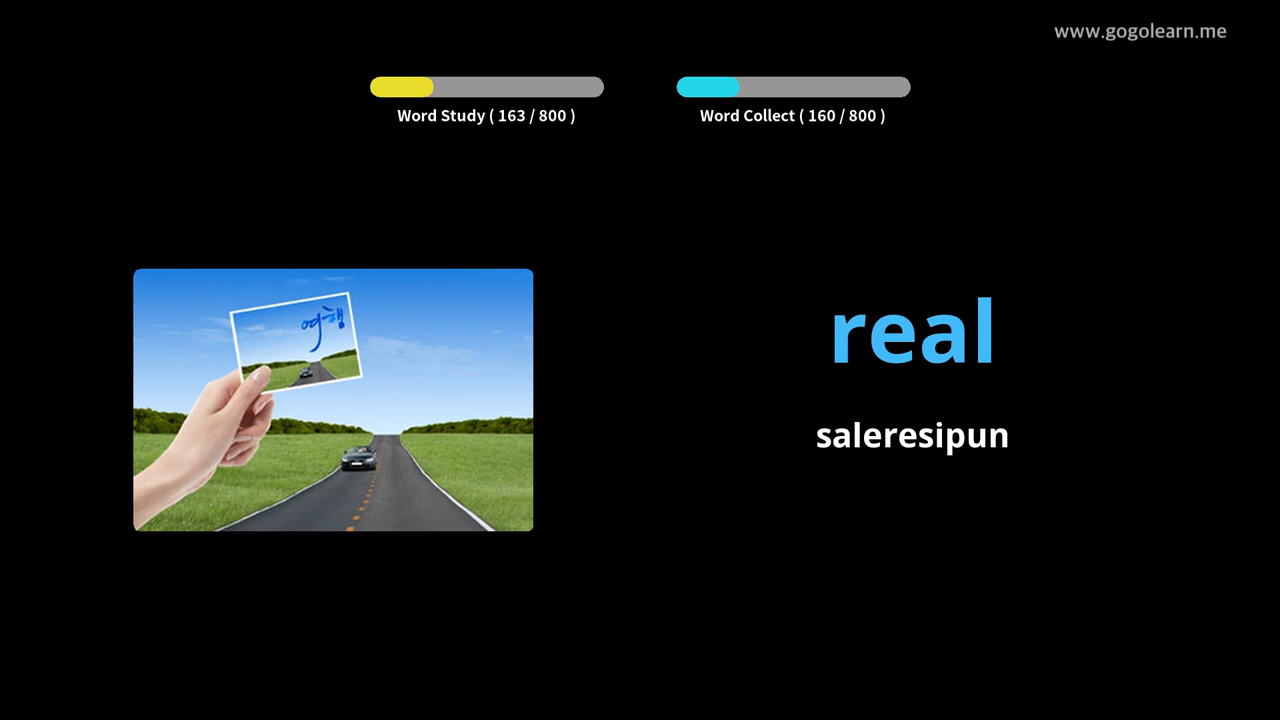 www.gogolearn.me
Word Study ( 163 / 800 )
Word Collect ( 160 / 800 )
여행
real
saleresipun